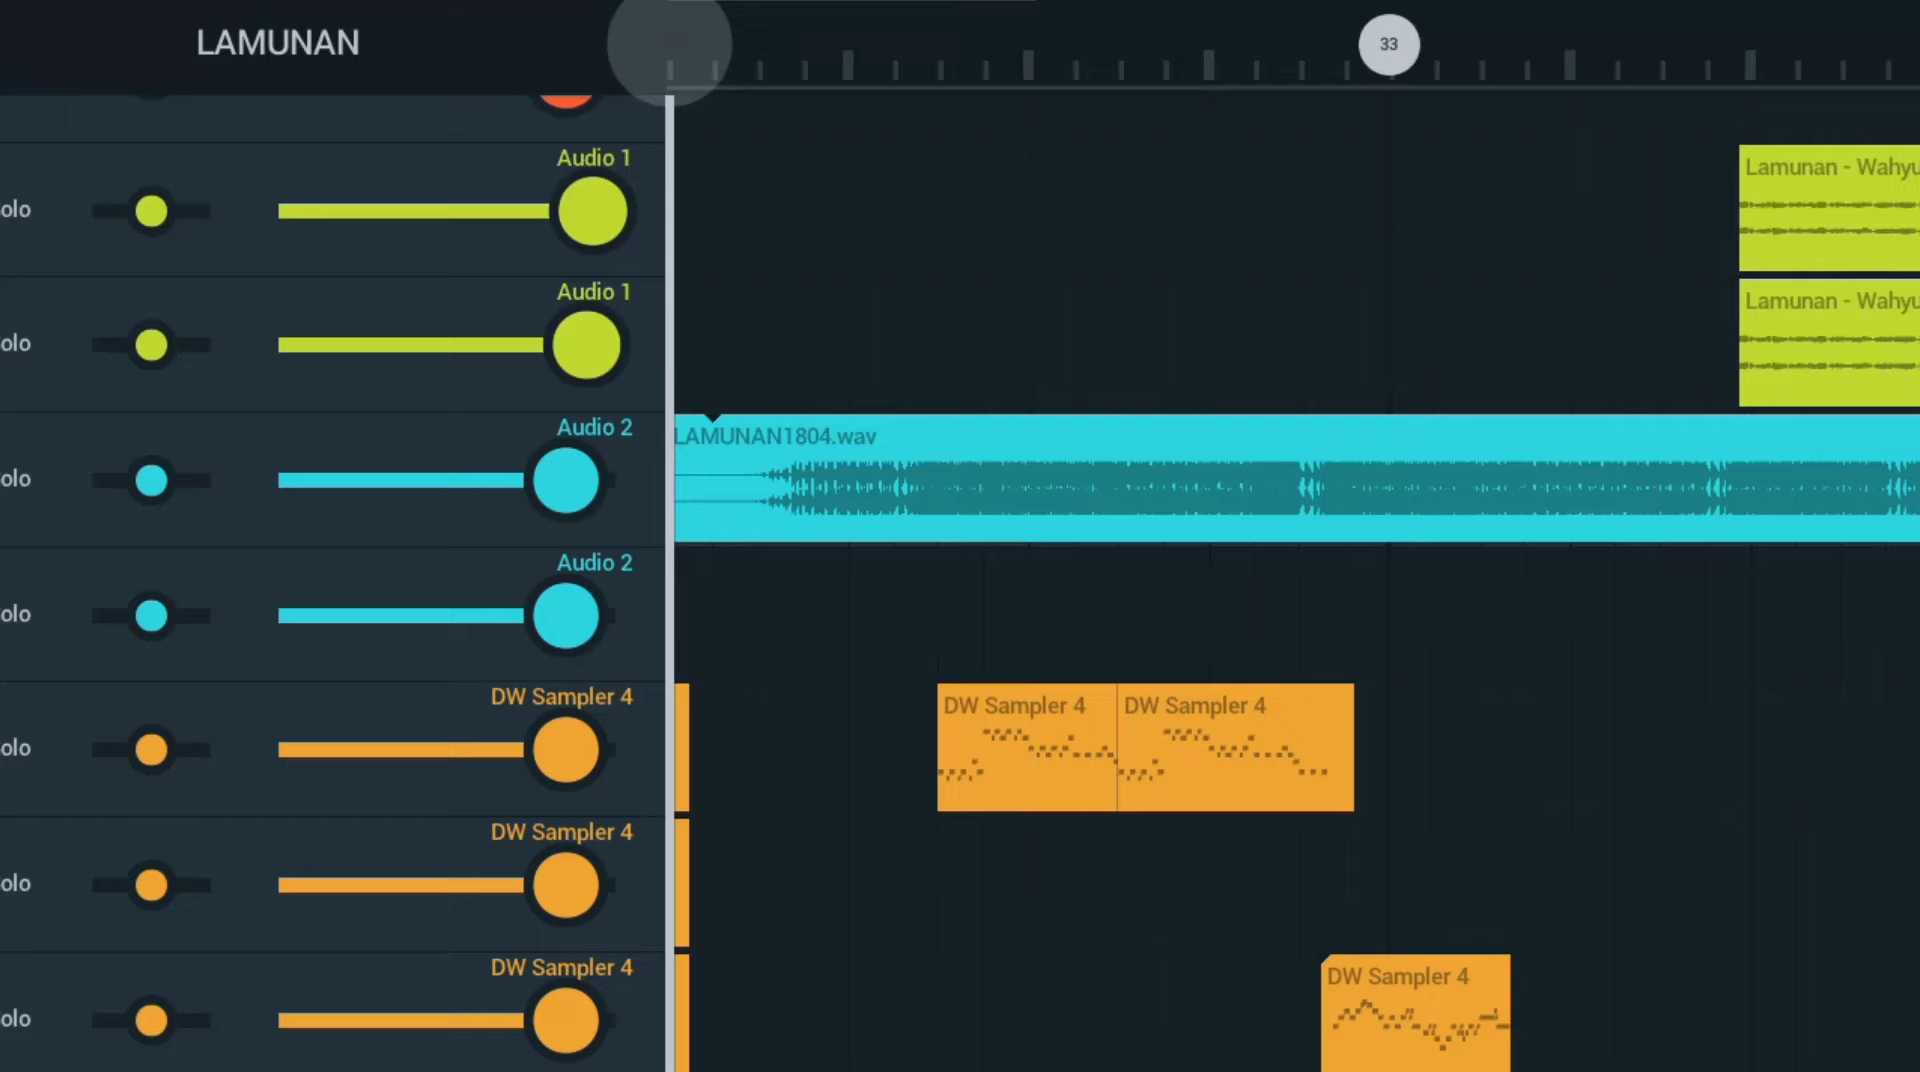 LAMUNAN
33
Audio 1
olo
Lamunan - Wahyu
Audio 1
olo
Lamunan - Wahyu
Audio 2
olo
LAMUNAN1804.wav
Audio 2
olo
DW Sampler 4
olo
DW Sampler 4
DW Sampler 4
DW Sampler 4
olo
DW Sampler 4
olo
DW Sampler 4